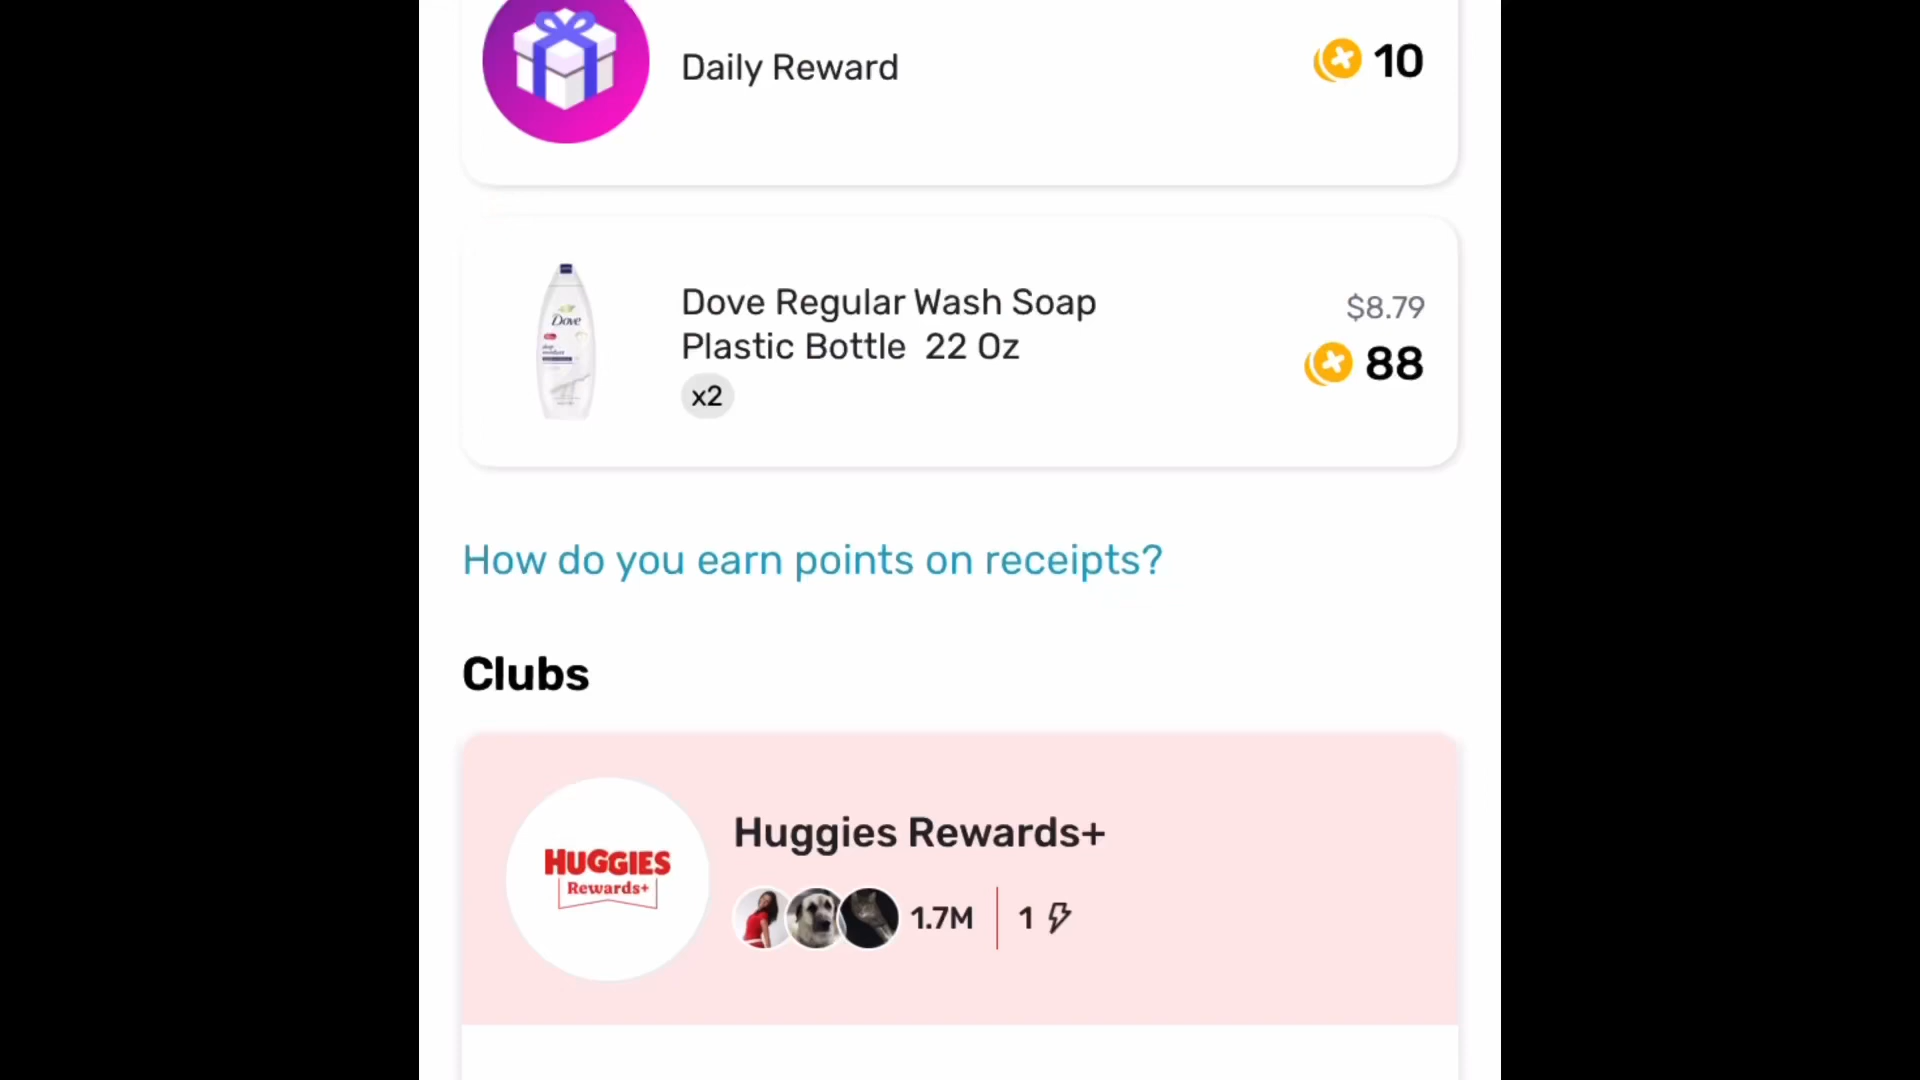 Daily Reward
10
Dove Regular Wash Soap
Plastic Bottle 22 Oz
x2
$8.79
88
Dove
How do you earn points on receipts?
Clubs
HUGGIES
Rewards+
Huggies Rewards+
1.7M
1